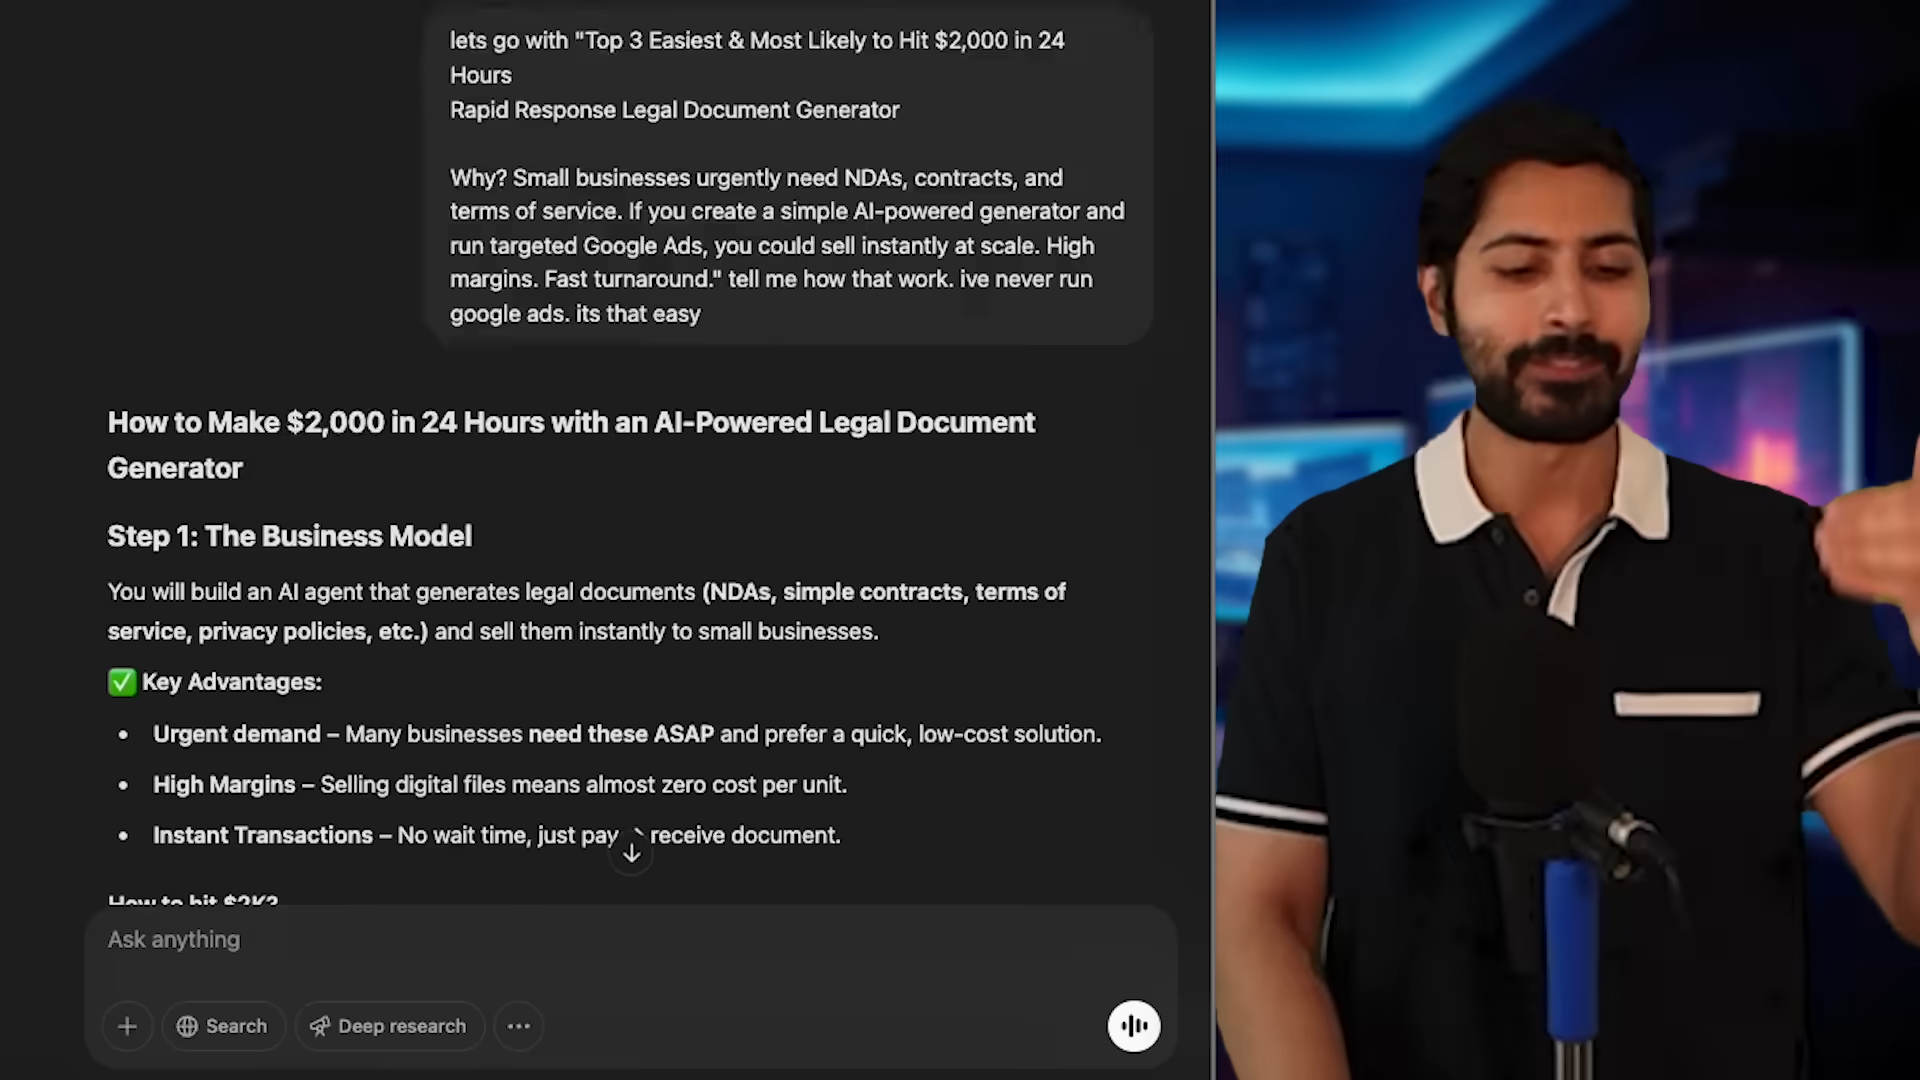 lets go with "Top 3 Easiest & Most Likely to Hit $2,000 in 24
Hours
Rapid Response Legal Document Generator
Why? Small businesses urgently need NDAs, contracts, and
terms of service. If you create a simple AI-powered generator and
run targeted Google Ads, you could sell instantly at scale. High
margins. Fast turnaround." tell me how that work. ive never run
google ads. its that easy
How to Make $2,000 in 24 Hours with an AI-Powered Legal Document
Generator
Step 1: The Business Model
You will build an AI agent that generates legal documents (NDAs, simple contracts, terms of
service, privacy policies, etc.) and sell them instantly to small businesses.
✅ Key Advantages:
• Urgent demand – Many businesses need these ASAP and prefer a quick, low-cost solution.
• High Margins – Selling digital files means almost zero cost per unit.
• Instant Transactions – No wait time, just pay receive document.
How to hit $2K?
Ask anything
Search
Deep research